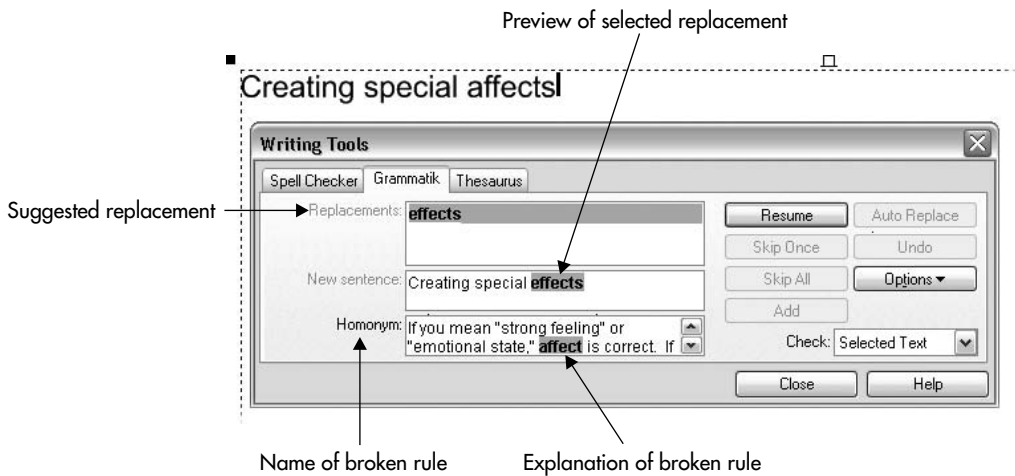 Preview of selected replacement
Creating special affects
Writing Tools
Spell Checker Grammatik Thesaurus
Suggested replacement
Replacements: effects
Resume Auto Replace
Skip Once Undo
New sentence: Creating special effects
Skip All Options
Add
Homonym: If you mean "strong feeling" or
"emotional state," affect is correct. If
Check: Selected Text
Close Help
Name of broken rule Explanation of broken rule